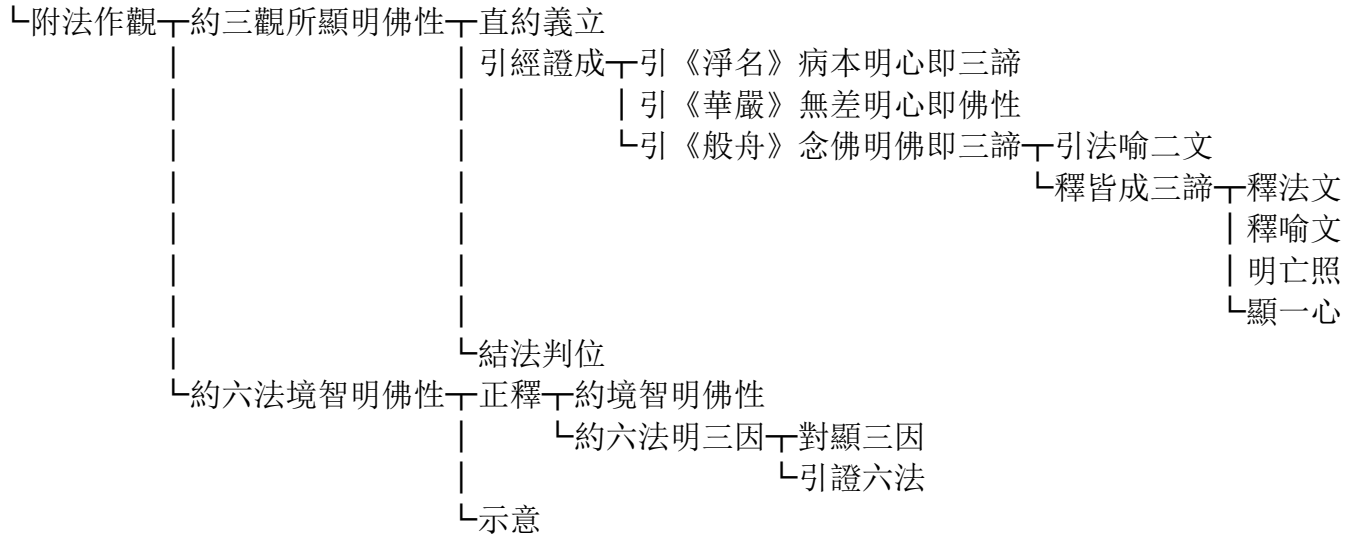 └附法作觀┬約三觀所顯明佛性┬直約義立
││引經證成┬引《淨名》病本明心即三諦
│││引《華嚴》無差明心即佛性
││└引《般舟》念佛明佛即三諦┬引法喻二文
││└釋皆成三諦┬釋法文
│││釋喻文
│││明亡照
││└顯一心
│└結法判位
└約六法境智明佛性┬正釋┬約境智明佛性
│└約六法明三因┬對顯三因
│└引證六法
└示意